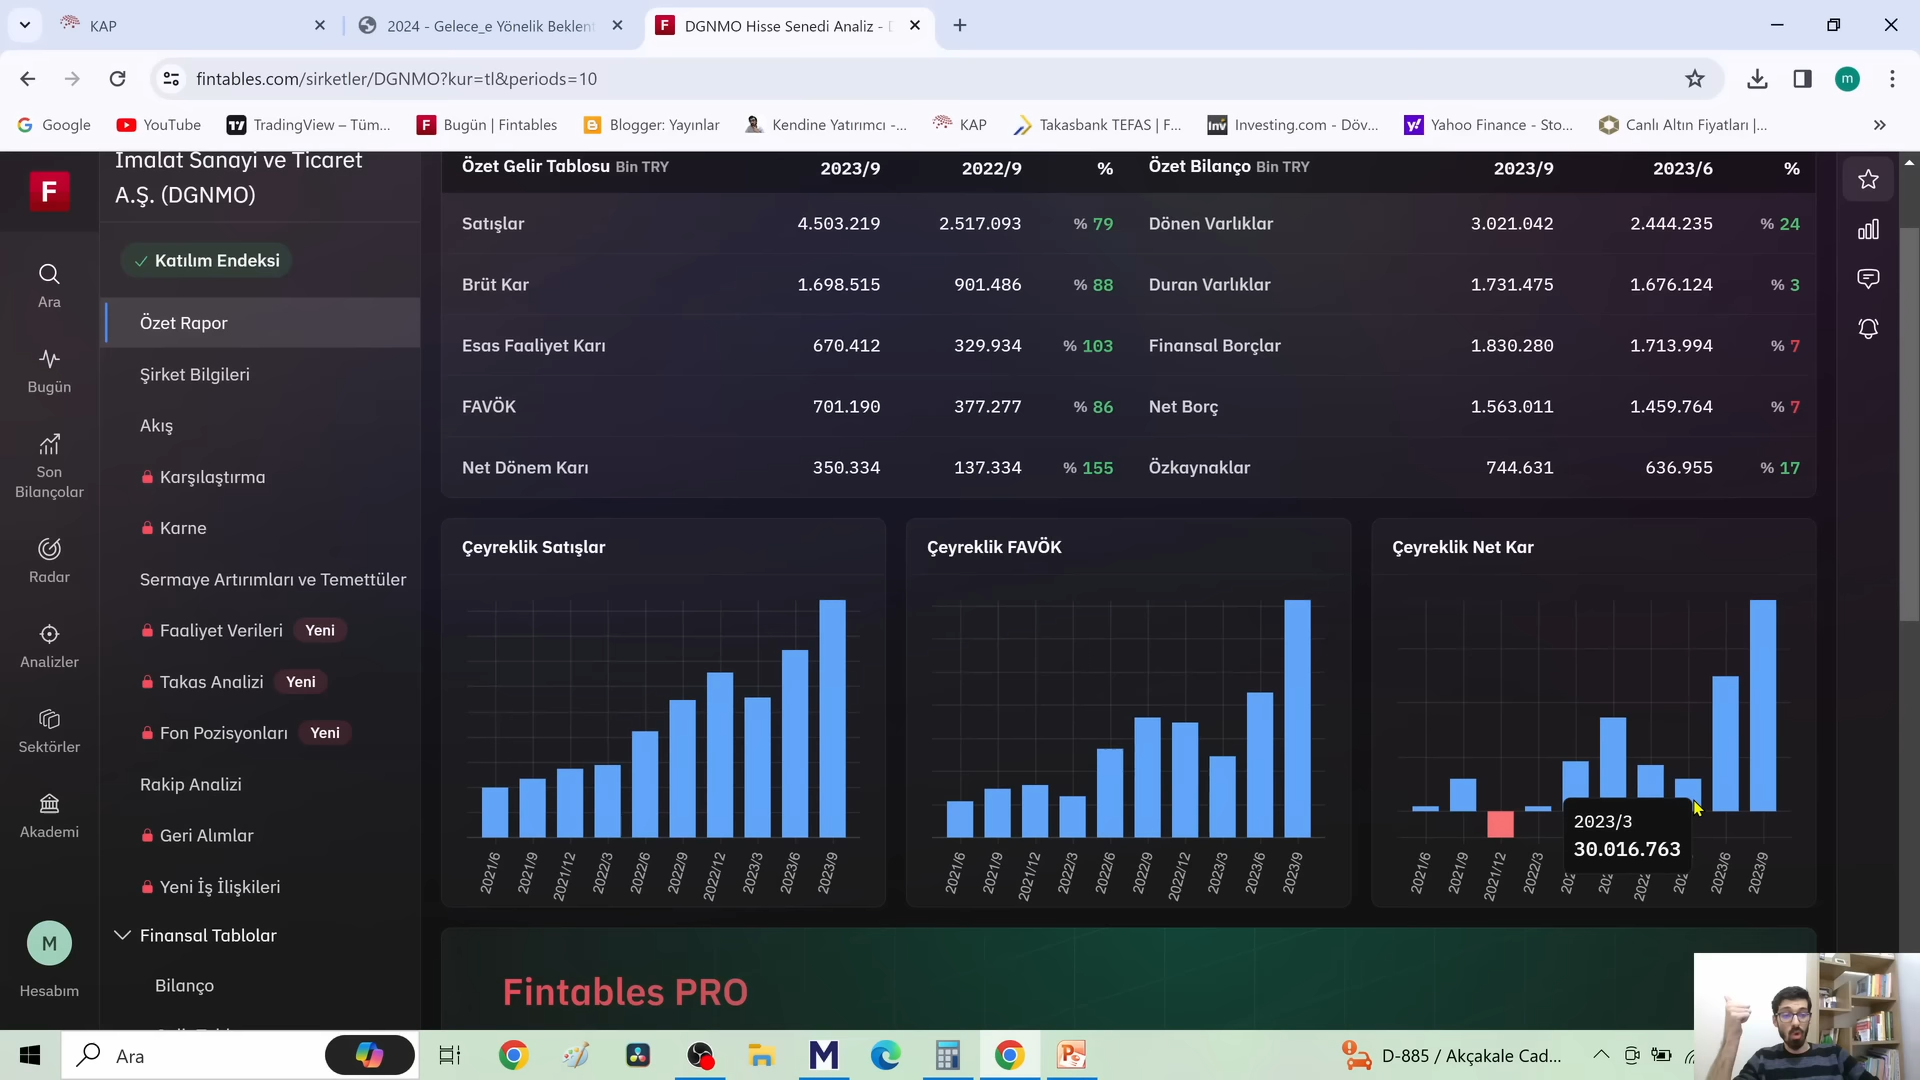 KAP
2024 - Gelece_e Yönelik Beklent
DGNMO Hisse Senedi Analiz -
fintables.com/sirketler/DGNMO?kur=tl&periods=10
m
Google
YouTube
TradingView – Tüm...
Bugün | Fintables
Blogger: Yayınlar
Kendine Yatırımcı -...
KAP
Takasbank TEFAS | F...
Investing.com - Döv...
Yahoo Finance - Sto...
Canlı Altın Fiyatları |...
F
Ara
Bugün
Son
Bilançolar
Radar
Analizler
Sektörler
Akademi
M
Hesabım
İmalat Sanayi ve Ticaret
A.Ş. (DGNMO)
Katılım Endeksi
Özet Rapor
Şirket Bilgileri
Akış
Karşılaştırma
Karne
Sermaye Artırımları ve Temettüler
Faaliyet Verileri Yeni
Takas Analizi Yeni
Fon Pozisyonları Yeni
Rakip Analizi
Geri Alımlar
Yeni İş İlişkileri
Finansal Tablolar
Bilanço
Özet Gelir Tablosu Bin TRY 2023/9 2022/9 %
Satışlar 4.503.219 2.517.093 % 79
Brüt Kar 1.698.515 901.486 % 88
Esas Faaliyet Karı 670.412 329.934 % 103
FAVÖK 701.190 377.277 % 86
Net Dönem Karı 350.334 137.334 % 155
Özet Bilanço Bin TRY 2023/9 2023/6 %
Dönen Varlıklar 3.021.042 2.444.235 % 24
Duran Varlıklar 1.731.475 1.676.124 % 3
Finansal Borçlar 1.830.280 1.713.994 % 7
Net Borç 1.563.011 1.459.764 % 7
Özkaynaklar 744.631 636.955 % 17
Çeyreklik Satışlar
2021/6 2021/9 2021/12 2022/3 2022/6 2022/9 2022/12 2023/3 2023/6 2023/9
Çeyreklik FAVÖK
2021/6 2021/9 2021/12 2022/3 2022/6 2022/9 2022/12 2023/3 2023/6 2023/9
Çeyreklik Net Kar
2023/3
30.016.763
2021/6 2021/9 2021/12 2022/3 2023/6 2023/9
Fintables PRO
Ara
D-885 / Akçakale Cad...